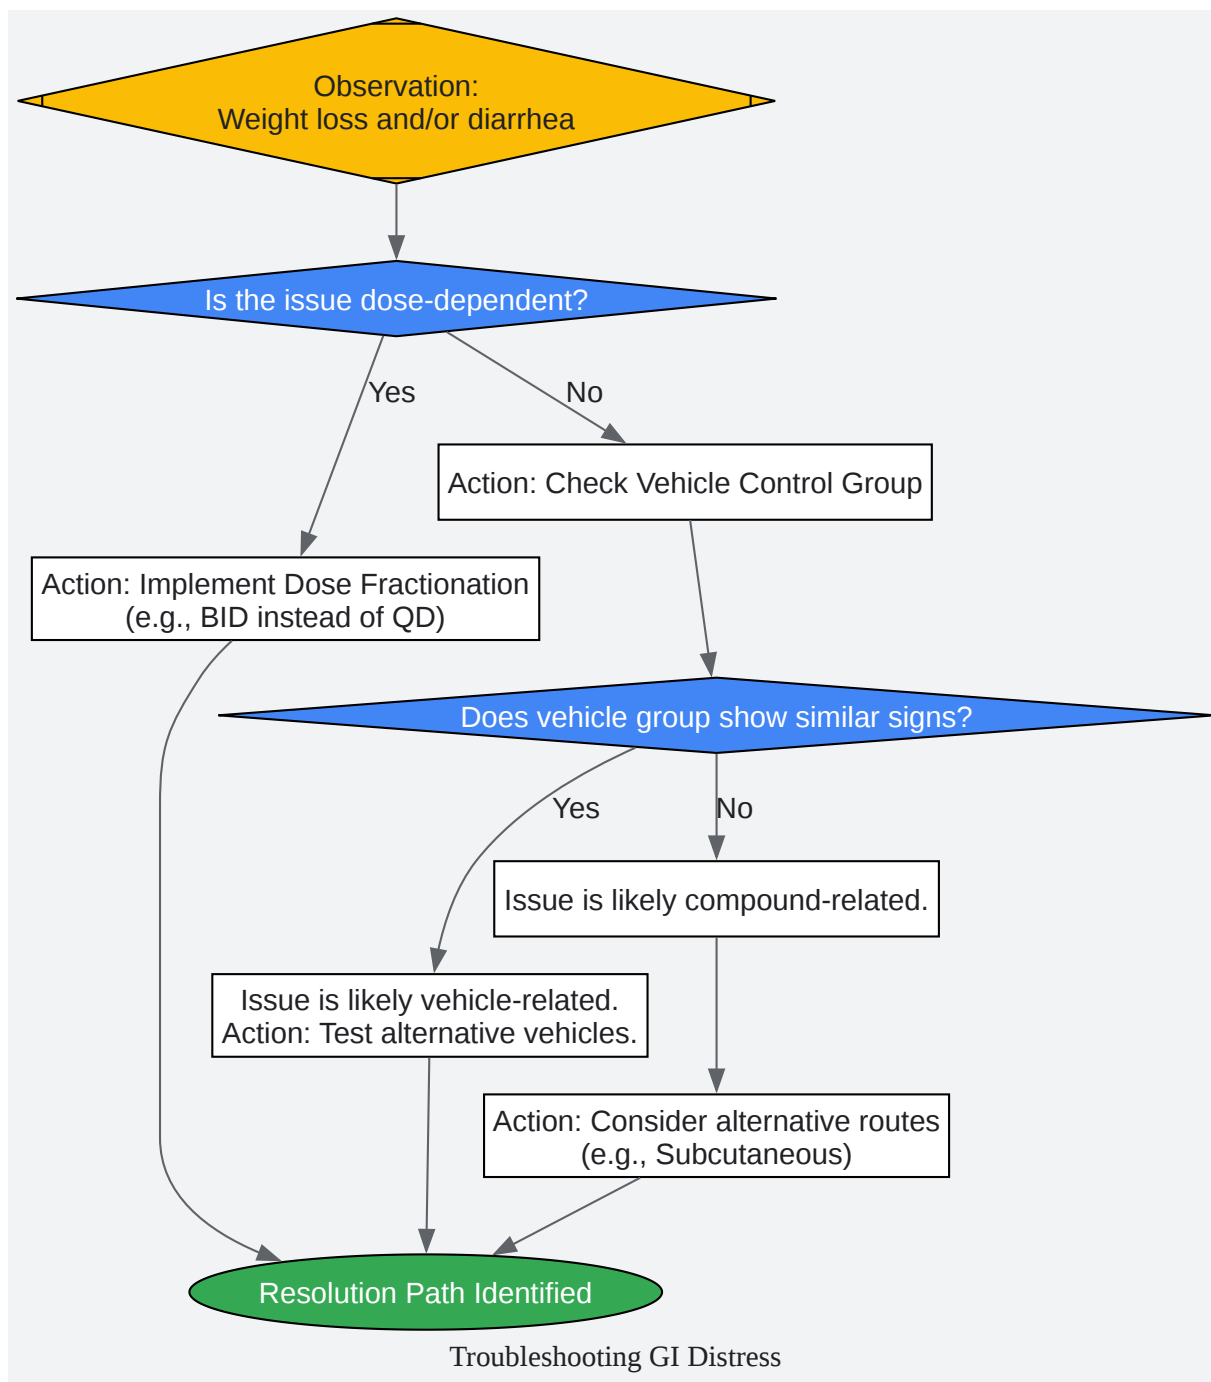 Observation:
Weight loss and/or diarrhea
Is the issue dose-dependent?
Yes
No
Action: Check Vehicle Control Group
Action: Implement Dose Fractionation
(e.g., BID instead of QD)
Does vehicle group show similar signs?
Yes
No
Issue is likely compound-related.
Issue is likely vehicle-related.
Action: Test alternative vehicles.
Action: Consider alternative routes
(e.g., Subcutaneous)
Resolution Path Identified
Troubleshooting GI Distress